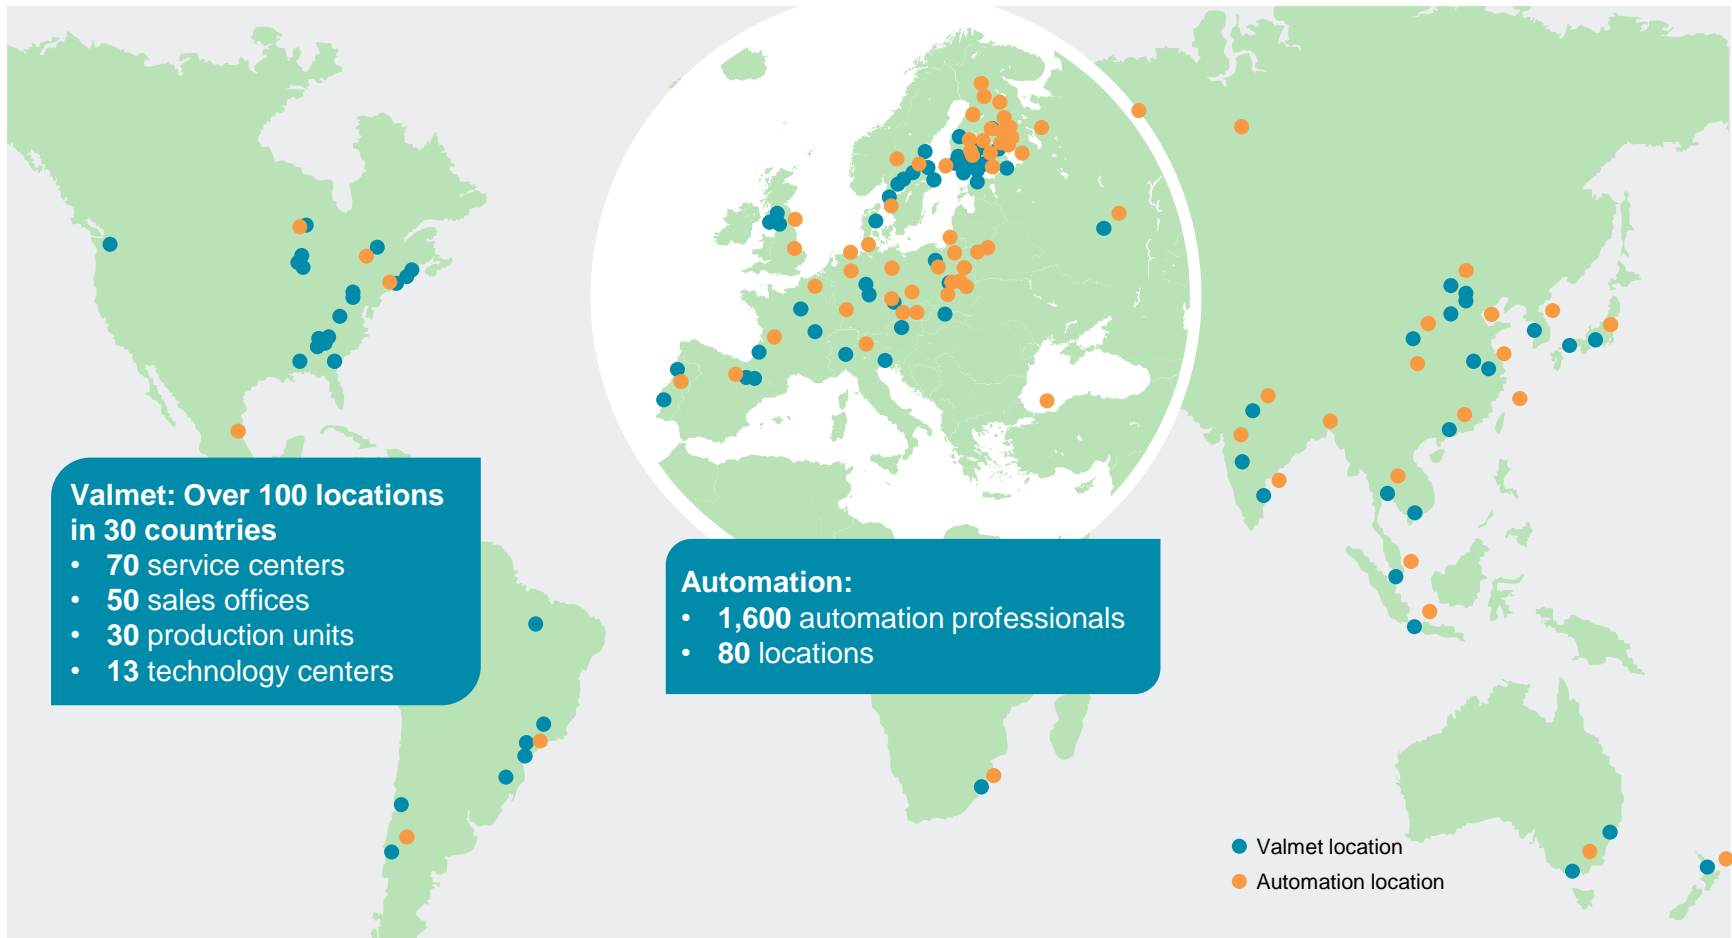 Valmet: Over 100 locations
in 30 countries
• 70 service centers
• 50 sales offices
• 30 production units
• 13 technology centers
Automation:
• 1,600 automation professionals
• 80 locations
Valmet location
Automation location